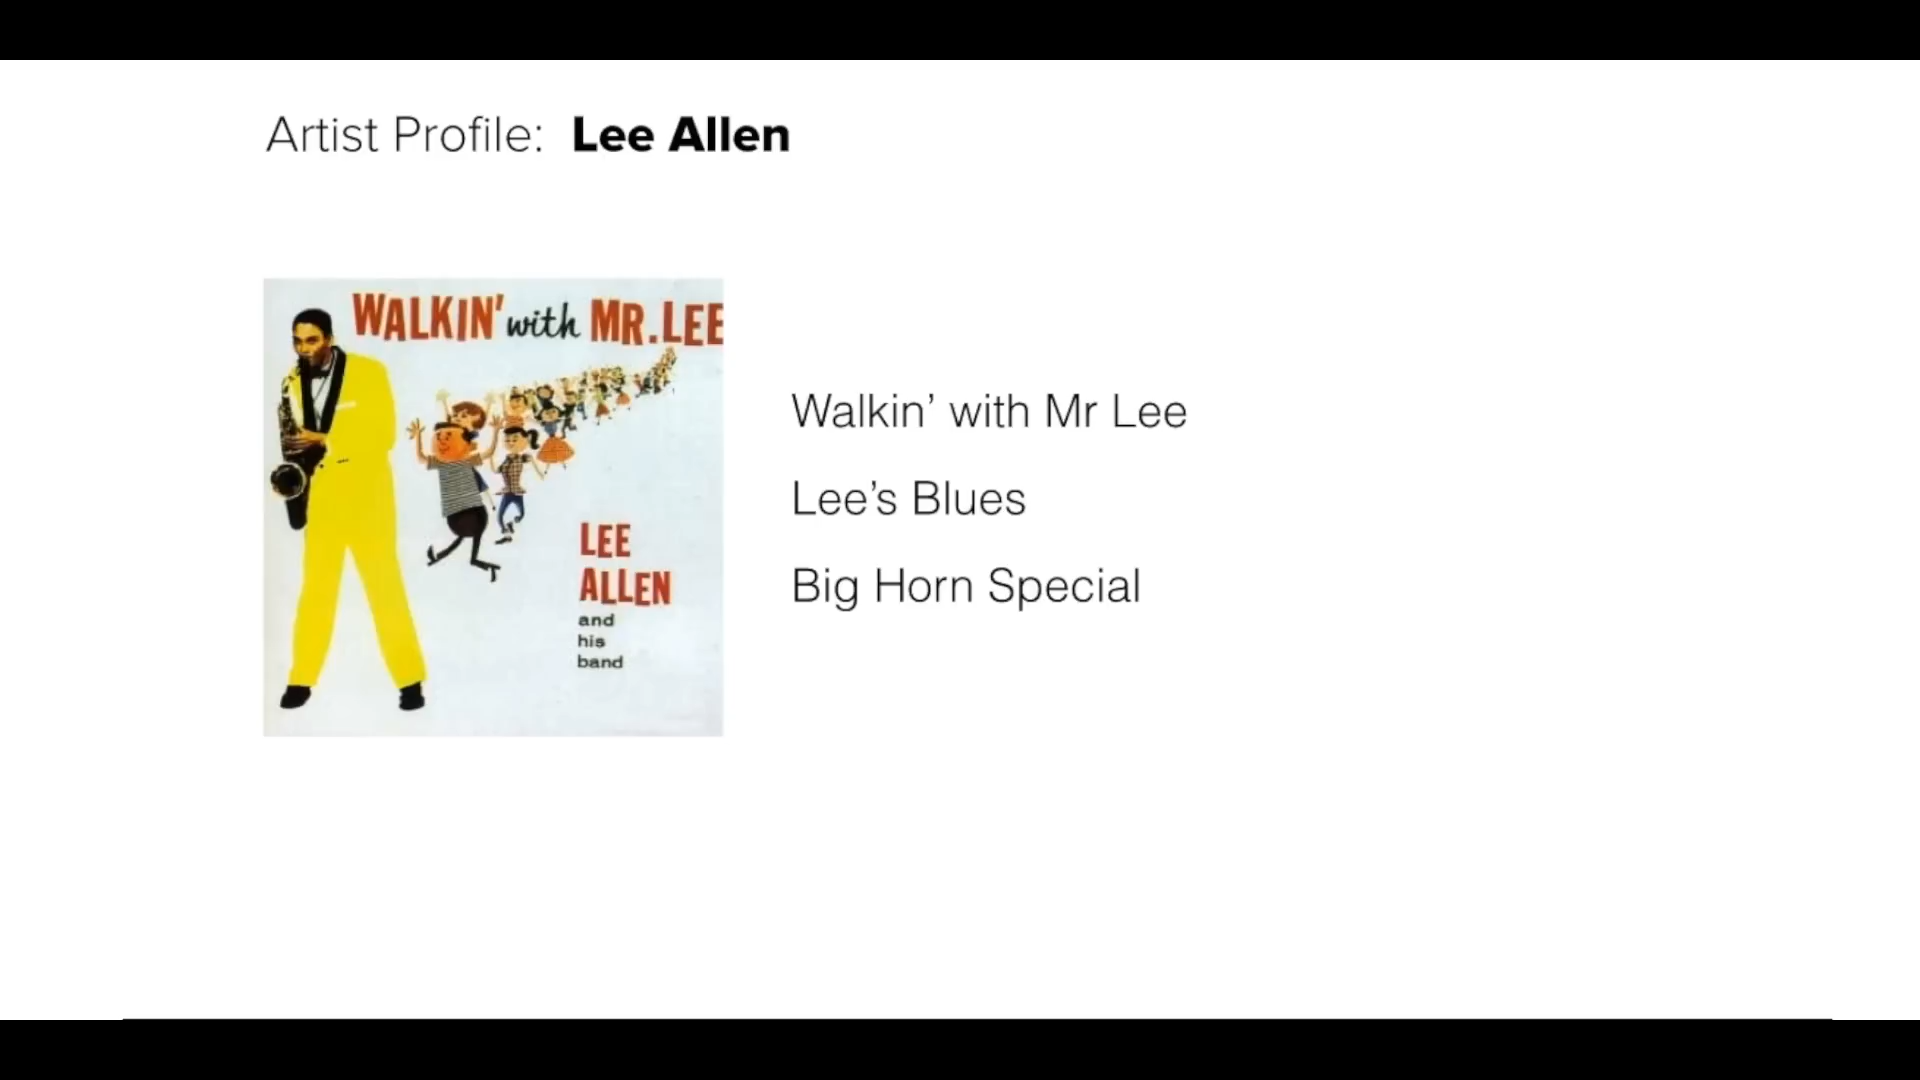 Artist Profile: Lee Allen
WALKIN' with MR. LEE
LEE
ALLEN
and
his
band
Walkin’ with Mr Lee
Lee’s Blues
Big Horn Special